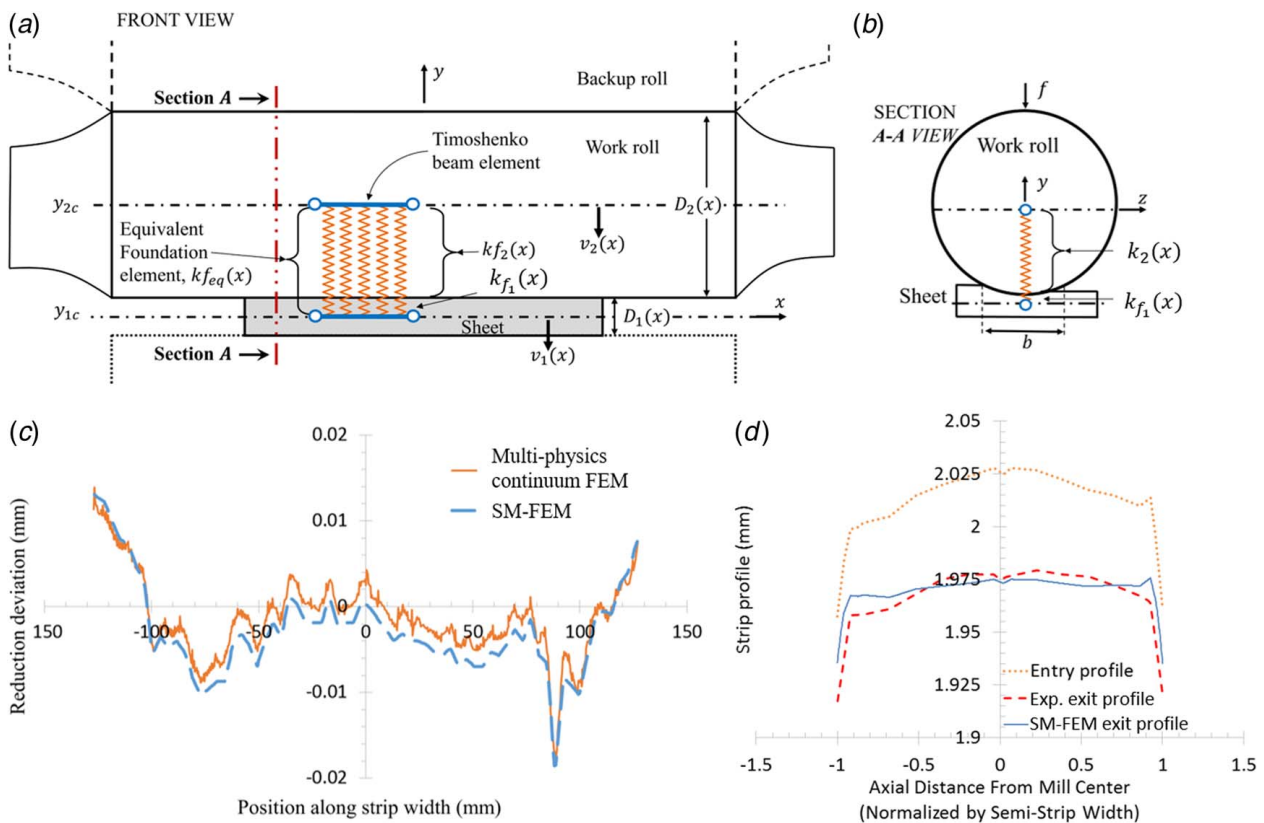 (a)
FRONT VIEW
Backup roll
y
Section A
Work roll
Timoshenko
beam element
y2c
D2(x)
Equivalent
Foundation
element, kfeq(x)
v2(x)
kf2(x)
kf1(x)
y1c
x
D1(x)
Sheet
Section A
v1(x)
(b)
f
SECTION
A-A VIEW
Work roll
y
z
k2(x)
Sheet
kf1(x)
b
(c)
0.02
0.01
0
-0.01
-0.02
150
-100
-50
0
50
100
150
Multi-physics
continuum FEM
SM-FEM
Reduction deviation (mm)
Position along strip width (mm)
(d)
2.05
2.025
2
1.975
1.95
1.925
1.9
Entry profile
Exp. exit profile
SM-FEM exit profile
-1.5
-1
-0.5
0
0.5
1
1.5
Strip profile (mm)
Axial Distance From Mill Center
(Normalized by Semi-Strip Width)